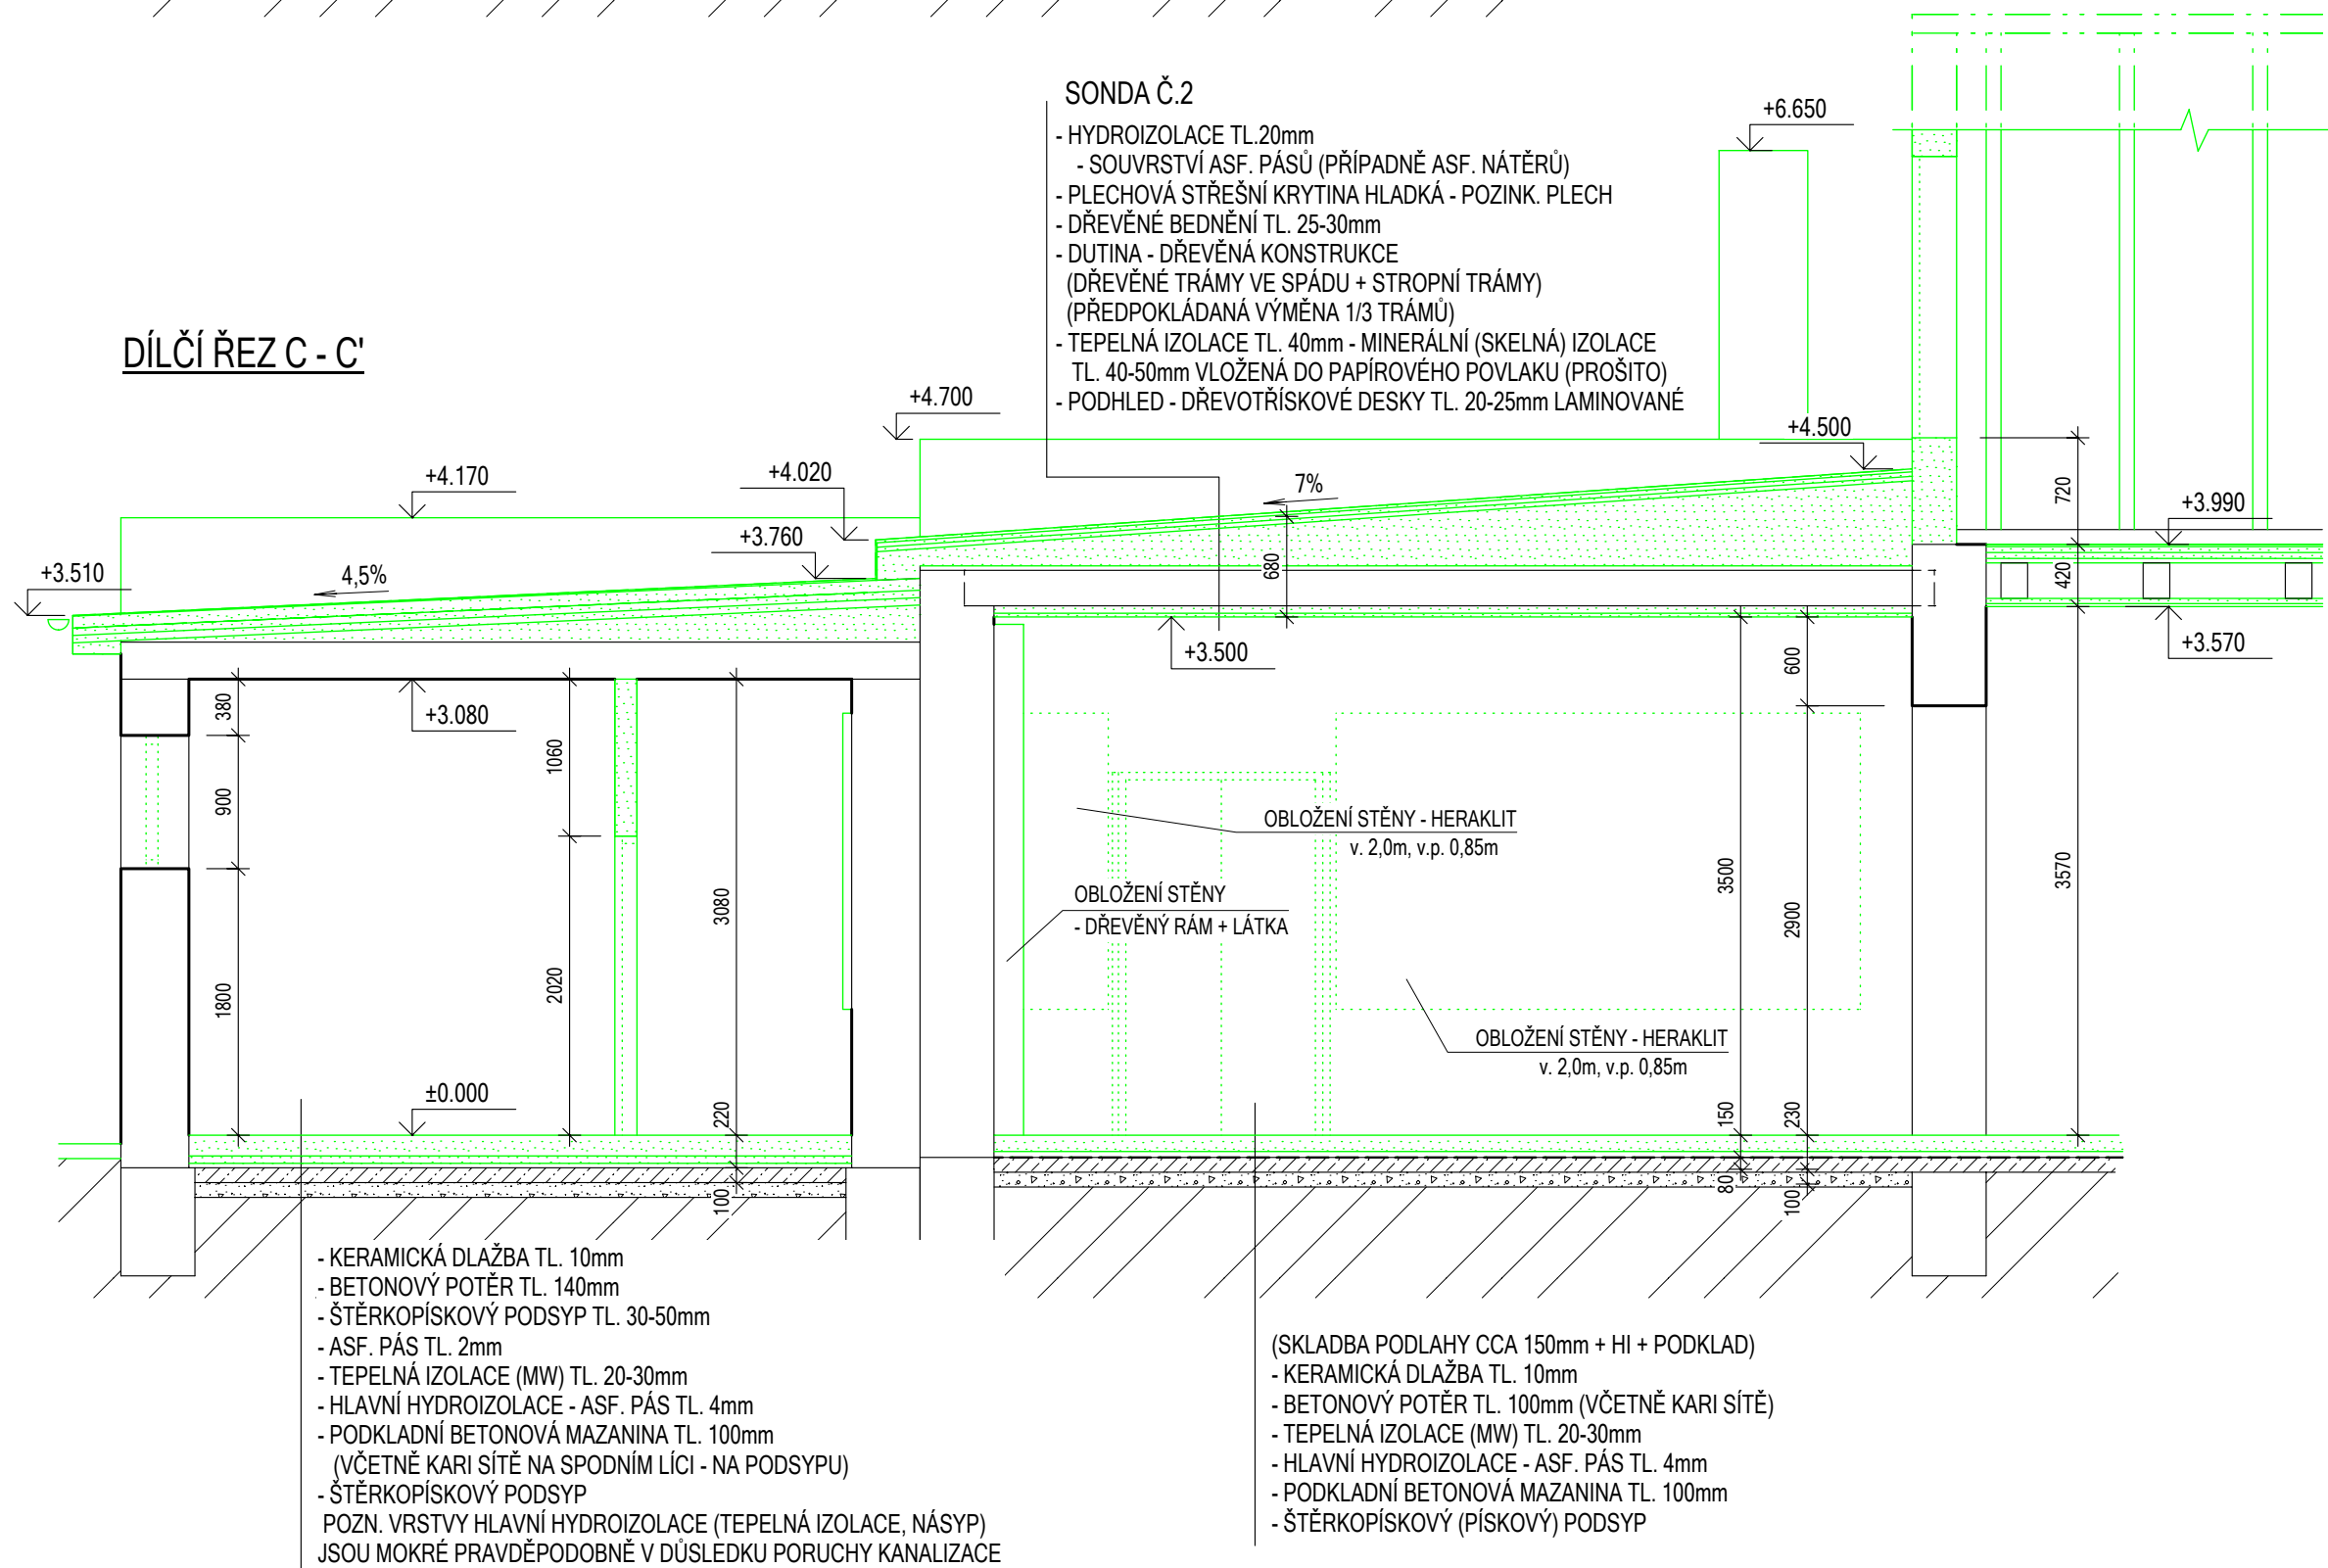 SONDA Č.2
- HYDROIZOLACE TL.20mm
- SOUVRSTVÍ ASF. PÁSŮ (PŘÍPADNĚ ASF. NÁTĚRŮ)
- PLECHOVÁ STŘEŠNÍ KRYTINA HLADKÁ - POZINK. PLECH
- DŘEVĚNÉ BEDNĚNÍ TL. 25-30mm
- DUTINA - DŘEVĚNÁ KONSTRUKCE
(DŘEVĚNÉ TRÁMY VE SPÁDU + STROPNÍ TRÁMY)
(PŘEDPOKLÁDANÁ VÝMĚNA 1/3 TRÁMŮ)
- TEPELNÁ IZOLACE TL. 40mm - MINERÁLNÍ (SKELNÁ) IZOLACE
TL. 40-50mm VLOŽENÁ DO PAPÍROVÉHO POVLAKU (PROŠITO)
- PODHLED - DŘEVOTŘÍSKOVÉ DESKY TL. 20-25mm LAMINOVANÉ
DÍLČÍ ŘEZ C - C'
+6.650
+4.700
+4.500
+4.170
+4.020
7%
720
+3.990
+3.760
+3.510
4,5%
680
420
+3.500
600
+3.570
380
+3.080
1060
900
OBLOŽENÍ STĚNY - HERAKLIT
v. 2,0m, v.p. 0,85m
3500
3570
OBLOŽENÍ STĚNY
- DŘEVĚNÝ RÁM + LÁTKA
3080
2900
1800
2020
OBLOŽENÍ STĚNY - HERAKLIT
v. 2,0m, v.p. 0,85m
±0.000
220
150
230
100
80
100
- KERAMICKÁ DLAŽBA TL. 10mm
- BETONOVÝ POTĚR TL. 140mm
- ŠTĚRKOPÍSKOVÝ PODSYP TL. 30-50mm
- ASF. PÁS TL. 2mm
- TEPELNÁ IZOLACE (MW) TL. 20-30mm
- HLAVNÍ HYDROIZOLACE - ASF. PÁS TL. 4mm
- PODKLADNÍ BETONOVÁ MAZANINA TL. 100mm
(VČETNĚ KARI SÍTĚ NA SPODNÍM LÍCI - NA PODSYPU)
- ŠTĚRKOPÍSKOVÝ PODSYP
POZN. VRSTVY HLAVNÍ HYDROIZOLACE (TEPELNÁ IZOLACE, NÁSYP)
JSOU MOKRÉ PRAVDĚPODOBNĚ V DŮSLEDKU PORUCHY KANALIZACE
(SKLADBA PODLAHY CCA 150mm + HI + PODKLAD)
- KERAMICKÁ DLAŽBA TL. 10mm
- BETONOVÝ POTĚR TL. 100mm (VČETNĚ KARI SÍTĚ)
- TEPELNÁ IZOLACE (MW) TL. 20-30mm
- HLAVNÍ HYDROIZOLACE - ASF. PÁS TL. 4mm
- PODKLADNÍ BETONOVÁ MAZANINA TL. 100mm
- ŠTĚRKOPÍSKOVÝ (PÍSKOVÝ) PODSYP